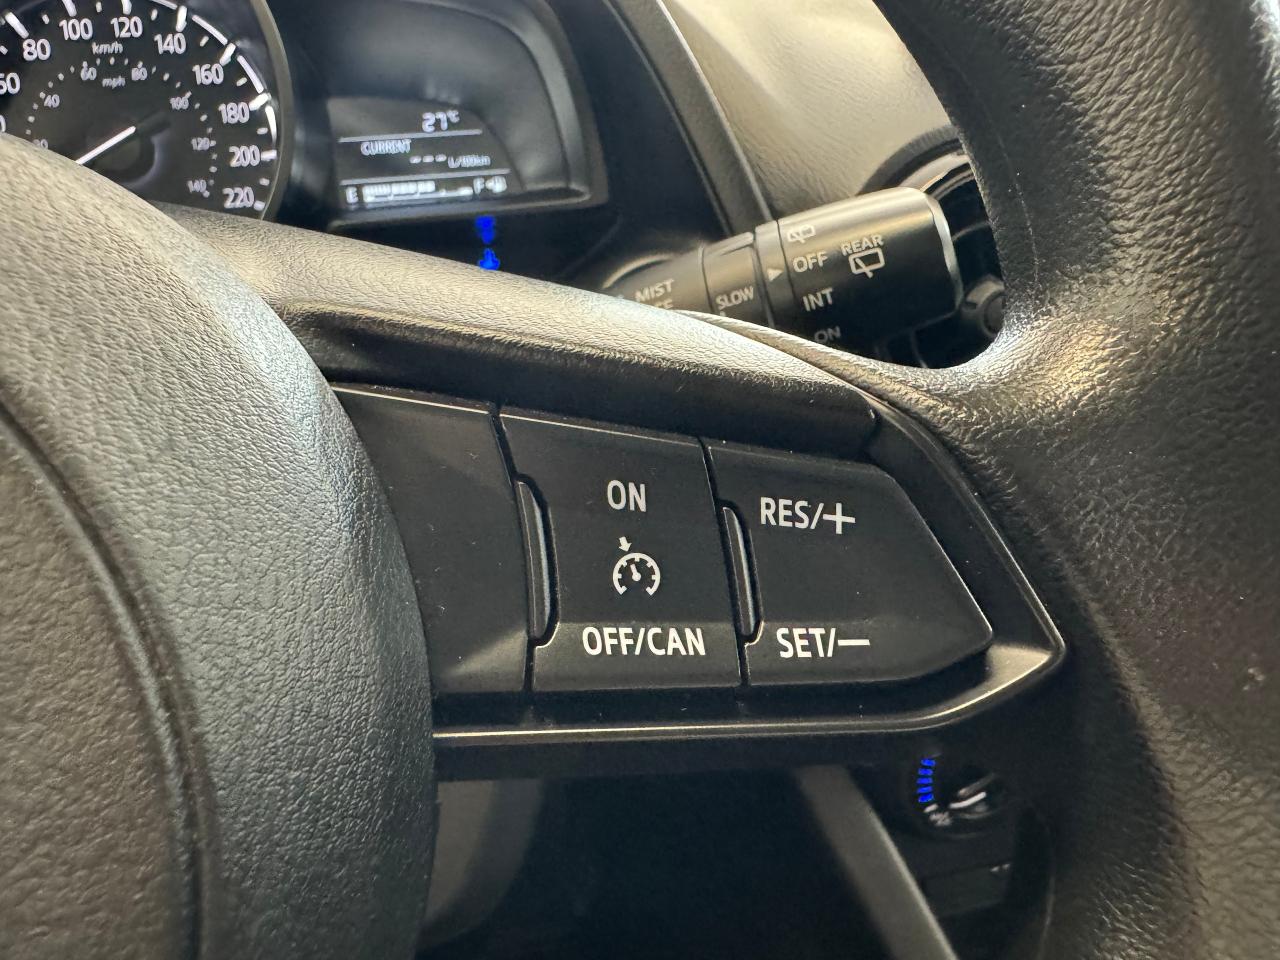 80 100 120 140 160 180 200 220
km/h
40 60 mph 80 100 120 140
27°C
CURRENT
--- L/100km
E F
MIST
SLOW
OFF REAR
INT
ON
ON
OFF/CAN
RES/+
SET/—